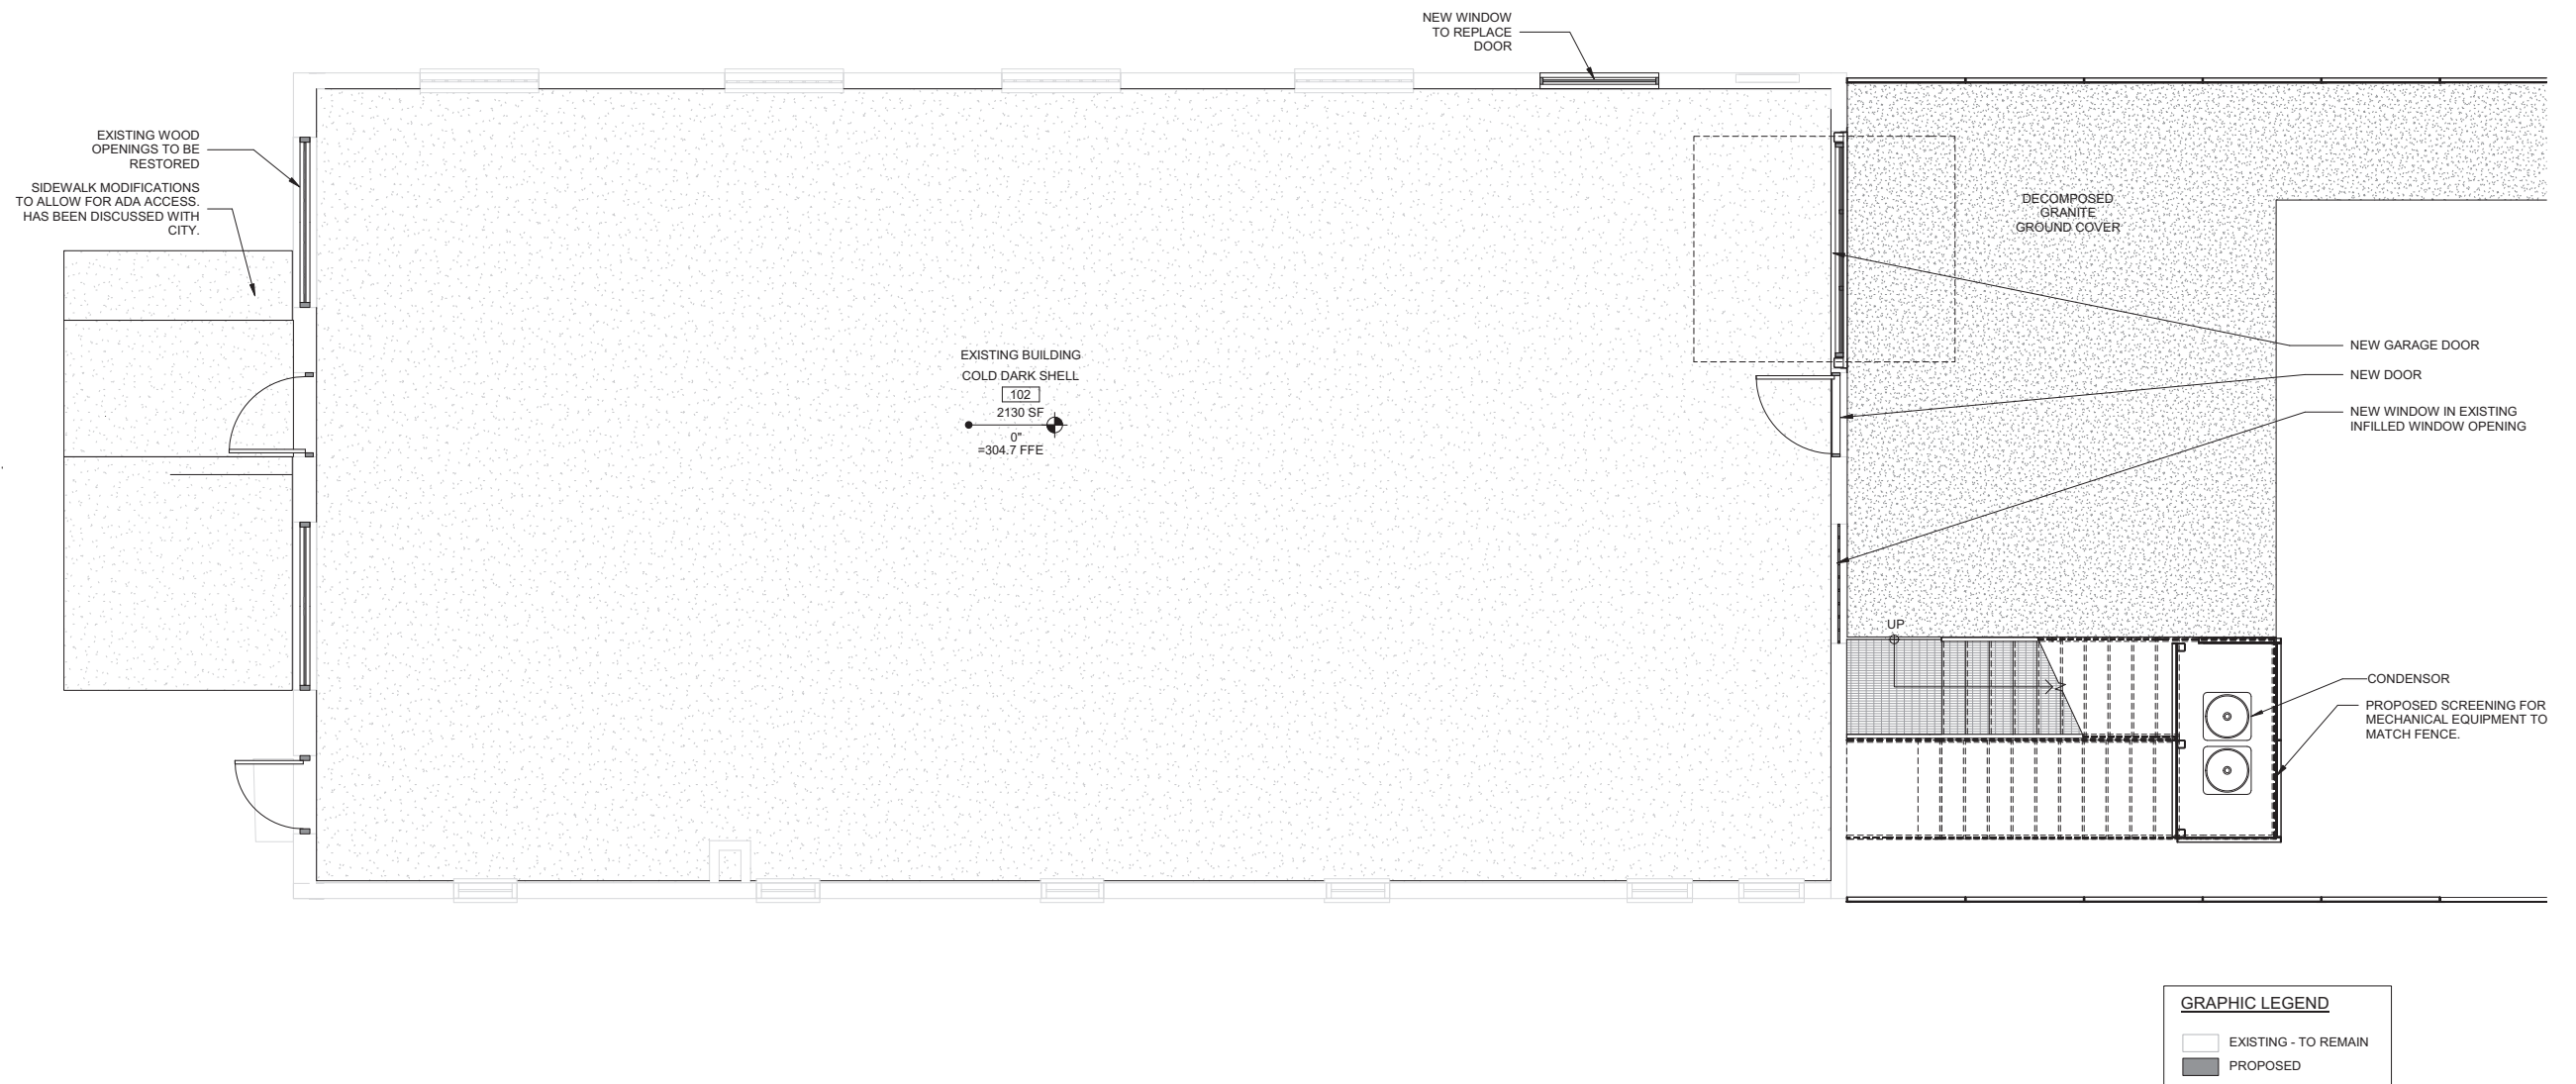 NEW WINDOW
TO REPLACE
DOOR
EXISTING WOOD
OPENINGS TO BE
RESTORED
SIDEWALK MODIFICATIONS
TO ALLOW FOR ADA ACCESS.
HAS BEEN DISCUSSED WITH
CITY.
DECOMPOSED
GRANITE
GROUND COVER
EXISTING BUILDING
COLD DARK SHELL
102
2130 SF
0"
=304.7 FFE
NEW GARAGE DOOR
NEW DOOR
NEW WINDOW IN EXISTING
INFILLED WINDOW OPENING
UP
CONDENSOR
PROPOSED SCREENING FOR
MECHANICAL EQUIPMENT TO
MATCH FENCE.
GRAPHIC LEGEND
EXISTING - TO REMAIN
PROPOSED